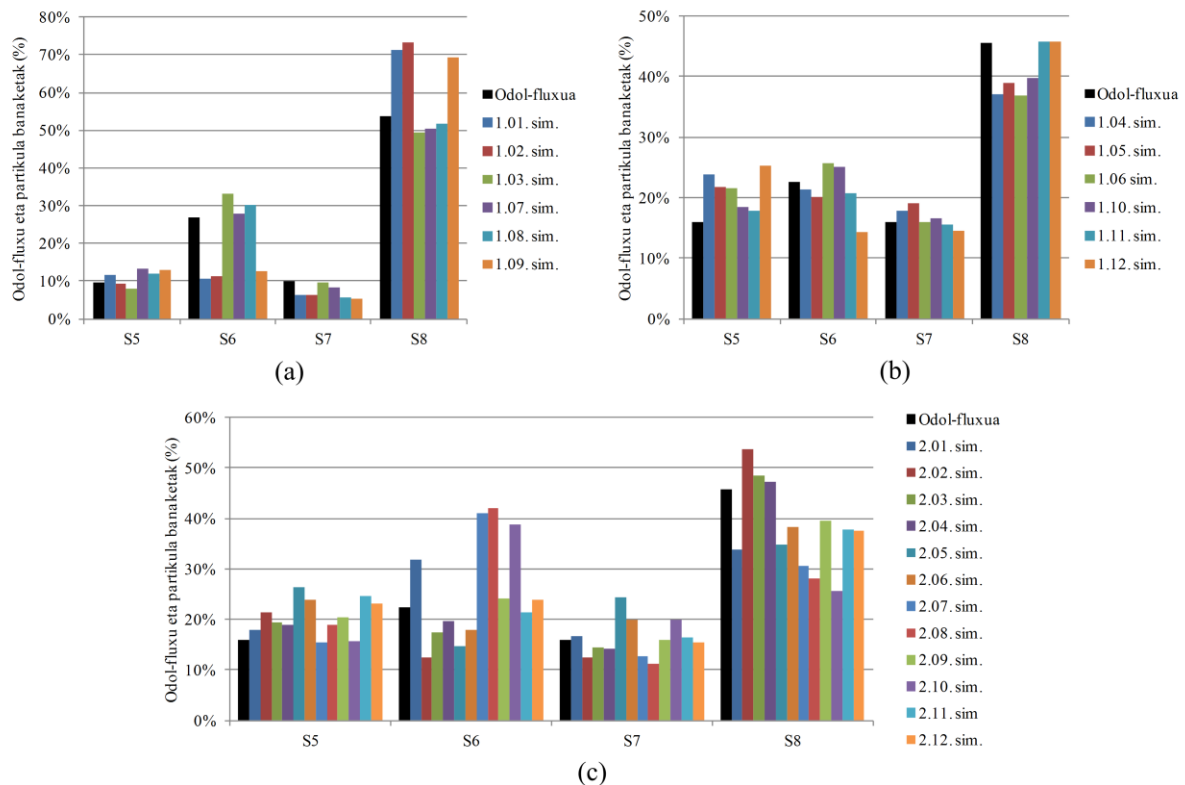 Odol-fluxu eta partikula banaketak (%)
80%
70%
60%
50%
40%
30%
20%
10%
0%
S5 S6 S7 S8
Odol-fluxua
1.01. sim.
1.02. sim.
1.03. sim.
1.07. sim.
1.08. sim.
1.09. sim.
(a)
Odol-fluxu eta partikula banaketak (%)
50%
40%
30%
20%
10%
0%
S5 S6 S7 S8
Odol-fluxua
1.04. sim.
1.05. sim.
1.06 sim.
1.10. sim.
1.11. sim.
1.12. sim.
(b)
Odol-fluxu eta partikula banaketak (%)
60%
50%
40%
30%
20%
10%
0%
S5 S6 S7 S8
Odol-fluxua
2.01. sim.
2.02. sim.
2.03. sim.
2.04. sim.
2.05. sim.
2.06. sim.
2.07. sim.
2.08. sim.
2.09. sim.
2.10. sim.
2.11. sim
2.12. sim.
(c)